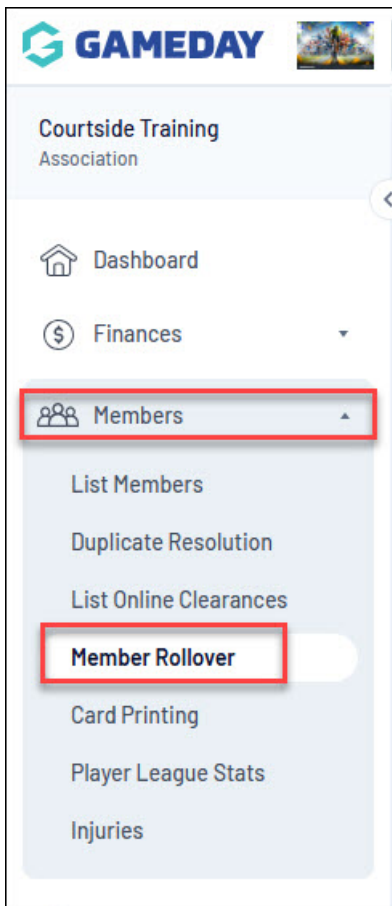 GAMEDAY
Courtside Training
Association
Dashboard
Finances
Members
List Members
Duplicate Resolution
List Online Clearances
Member Rollover
Card Printing
Player League Stats
Injuries